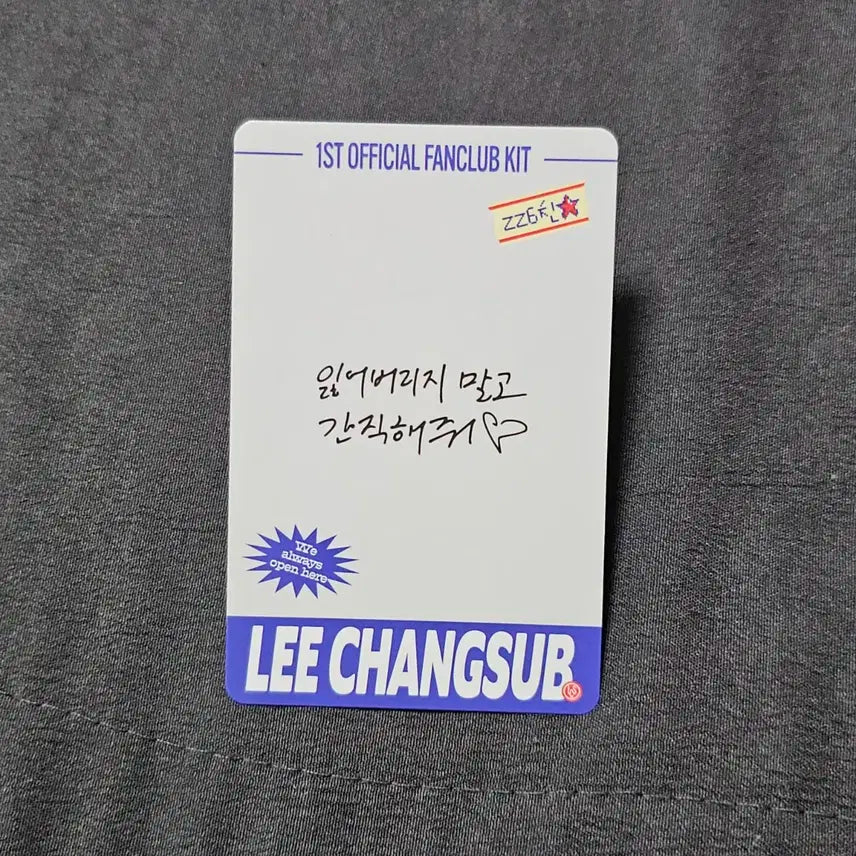 1ST OFFICIAL FANCLUB KIT
ZZ6친
잃어버리지 말고
간직해줘
We
always
open here
LEE CHANGSUB